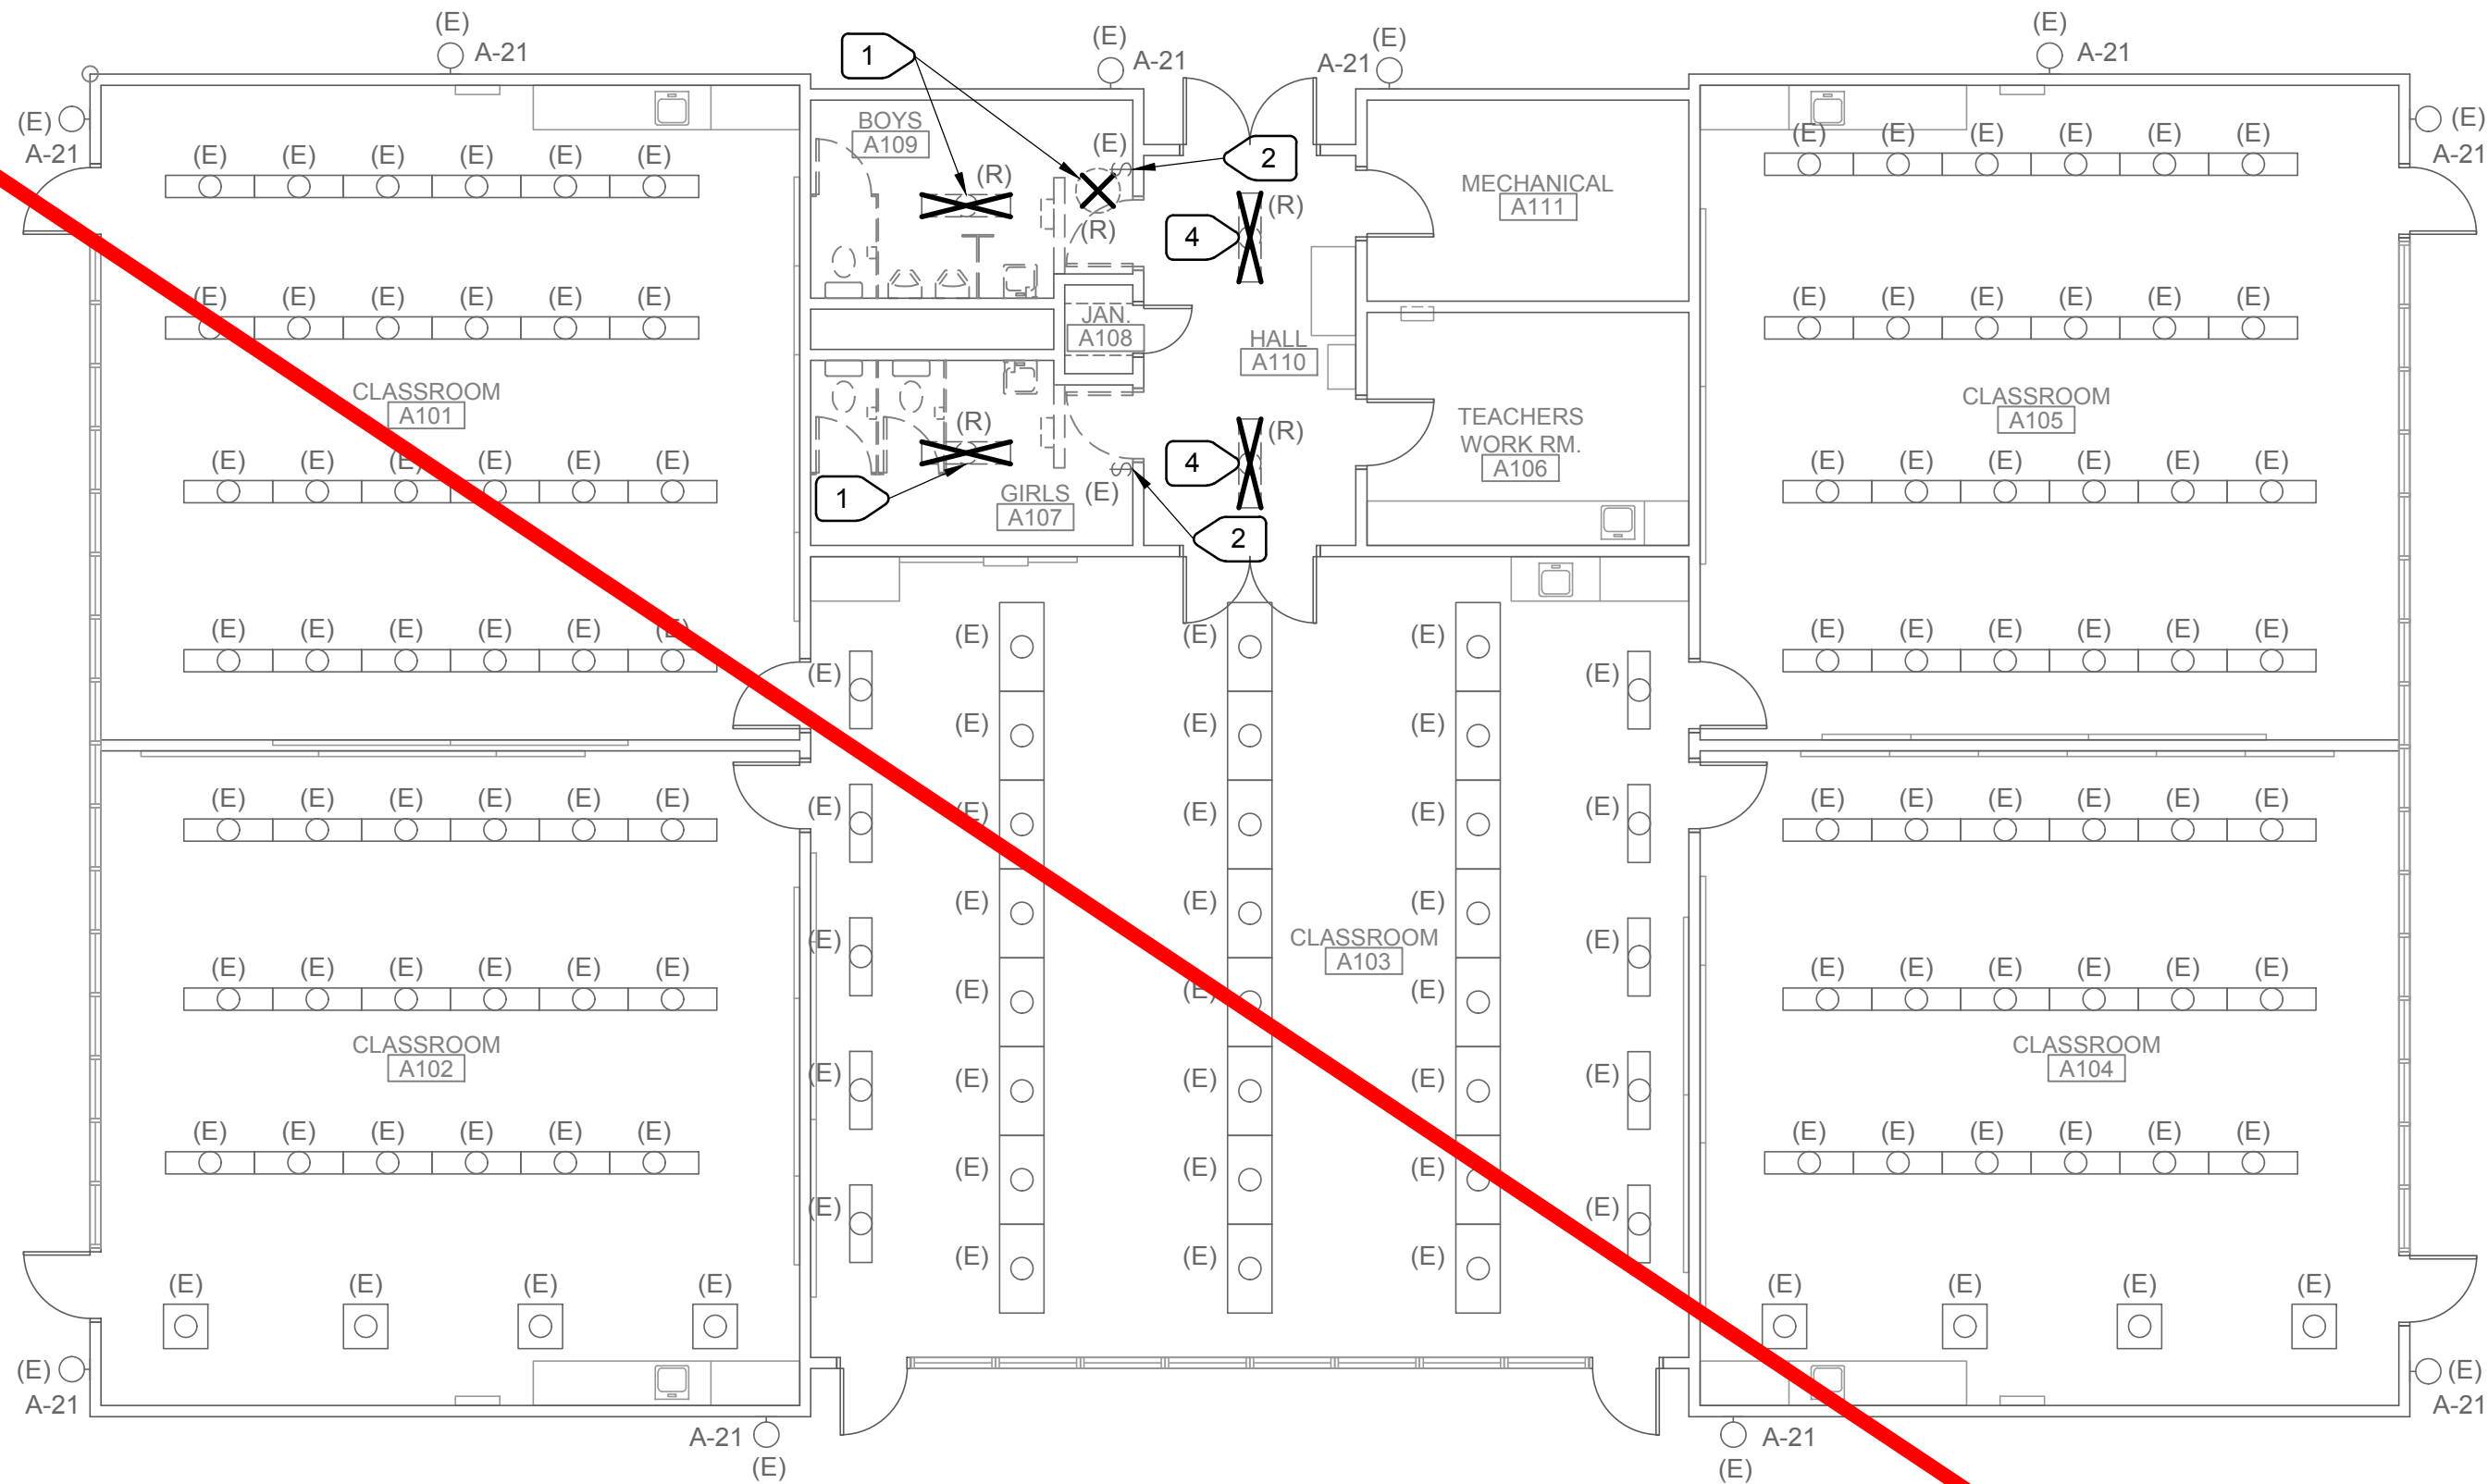 (E) (E) (E) (E) (E)
A-21 A-21 A-21 A-21
1
(E) A-21
(E) A-21
BOYS
A109
(E)
2
(R)
(R)
4
(R)
MECHANICAL
A111
(E) (E) (E) (E) (E) (E)
(E) (E) (E) (E) (E) (E)
(E) (E) (E) (E) (E) (E)
(E) (E) (E) (E) (E) (E)
JAN.
A108
HALL
A110
CLASSROOM
A101
TEACHERS
WORK RM.
A106
CLASSROOM
A105
(R)
4
(R)
1
GIRLS
A107
(E)
2
(E) (E) (E) (E) (E) (E)
(E) (E) (E) (E) (E) (E)
(E) (E) (E) (E) (E) (E)
(E) (E) (E) (E) (E) (E)
(E) (E) (E)
(E) (E)
(E) (E) (E)
(E) (E) (E) (E) (E) (E)
(E) (E) (E) (E) (E)
(E) (E) (E) (E) (E) (E)
(E) (E) (E)
CLASSROOM
A103
(E) (E) (E) (E) (E) (E)
(E) (E) (E) (E) (E)
(E) (E) (E) (E) (E) (E)
CLASSROOM
A102
CLASSROOM
A104
(E) (E) (E) (E) (E)
(E) (E) (E) (E) (E) (E)
(E) (E) (E)
(E) (E) (E) (E) (E) (E)
(E) (E)
(E) (E) (E)
(E) (E) (E) (E)
(E) (E) (E) (E)
(E)
A-21
(E)
A-21
A-21
(E)
A-21
(E)